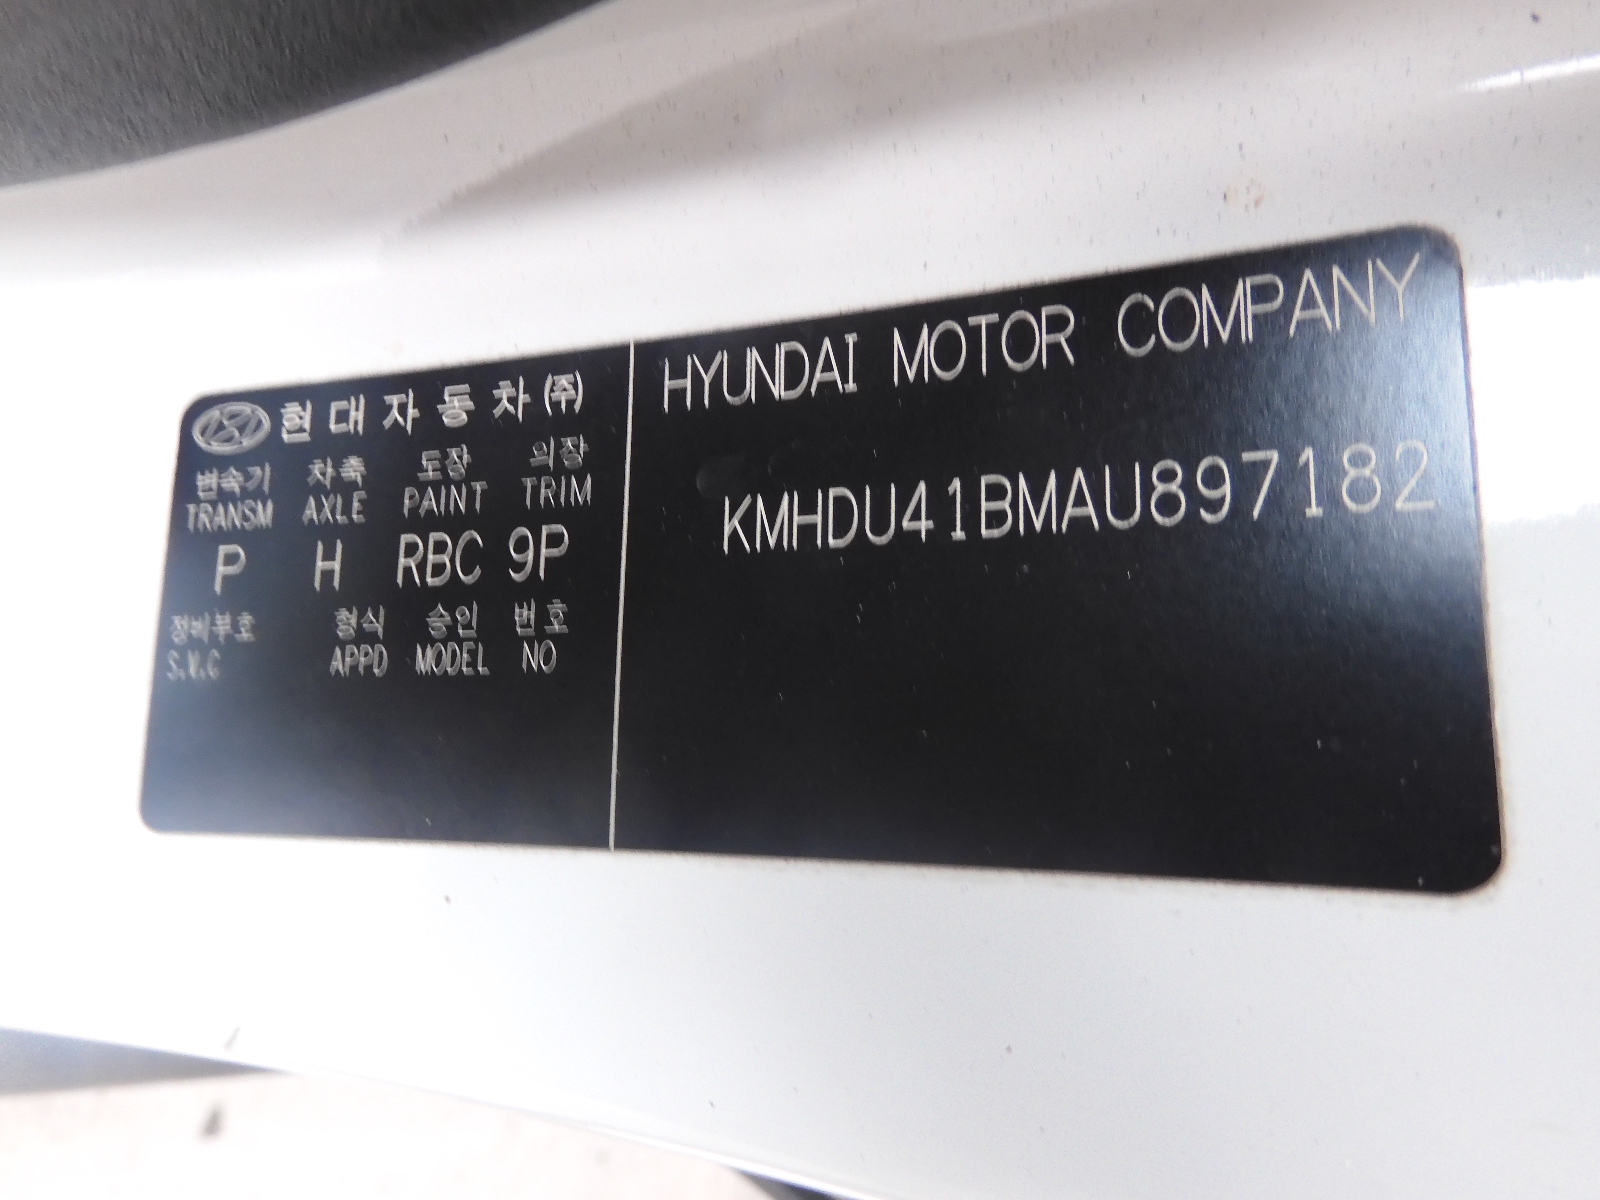 현대자동차(주)
변속기 차축 도장 의장
TRANSM AXLE PAINT TRIM
P H RBC 9P
정비부호 형식 승인 번호
S.V.C APPD MODEL NO
HYUNDAI MOTOR COMPANY
KMHDU41BMAU897182